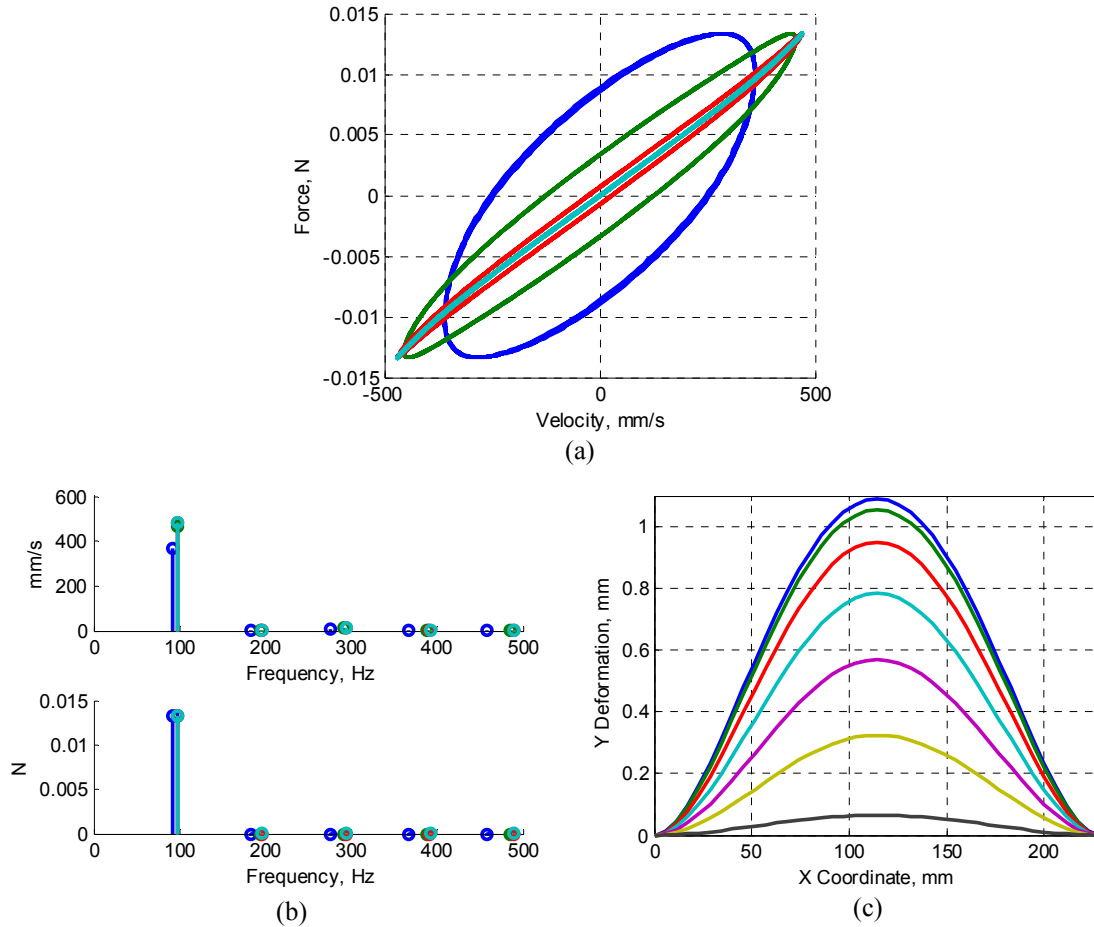 0.015
0.01
0.005
0
-0.005
-0.01
-0.015
Force, N
-500 0 500
Velocity, mm/s
(a)
600
400
200
0
mm/s
0 100 200 300 400 500
Frequency, Hz
0.015
0.01
0.005
0
N
0 100 200 300 400 500
Frequency, Hz
(b)
1
0.8
0.6
0.4
0.2
0
Y Deformation, mm
0 50 100 150 200
X Coordinate, mm
(c)